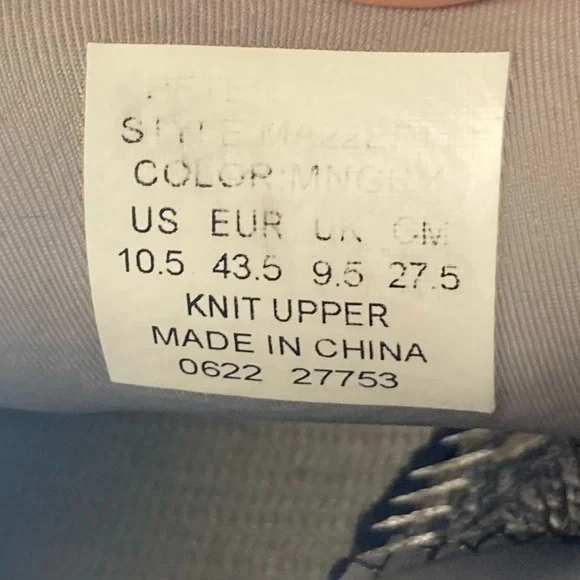 COLOR:MNGRY
US EUR UK CM
10.5 43.5 9.5 27.5
KNIT UPPER
MADE IN CHINA
0622 27753